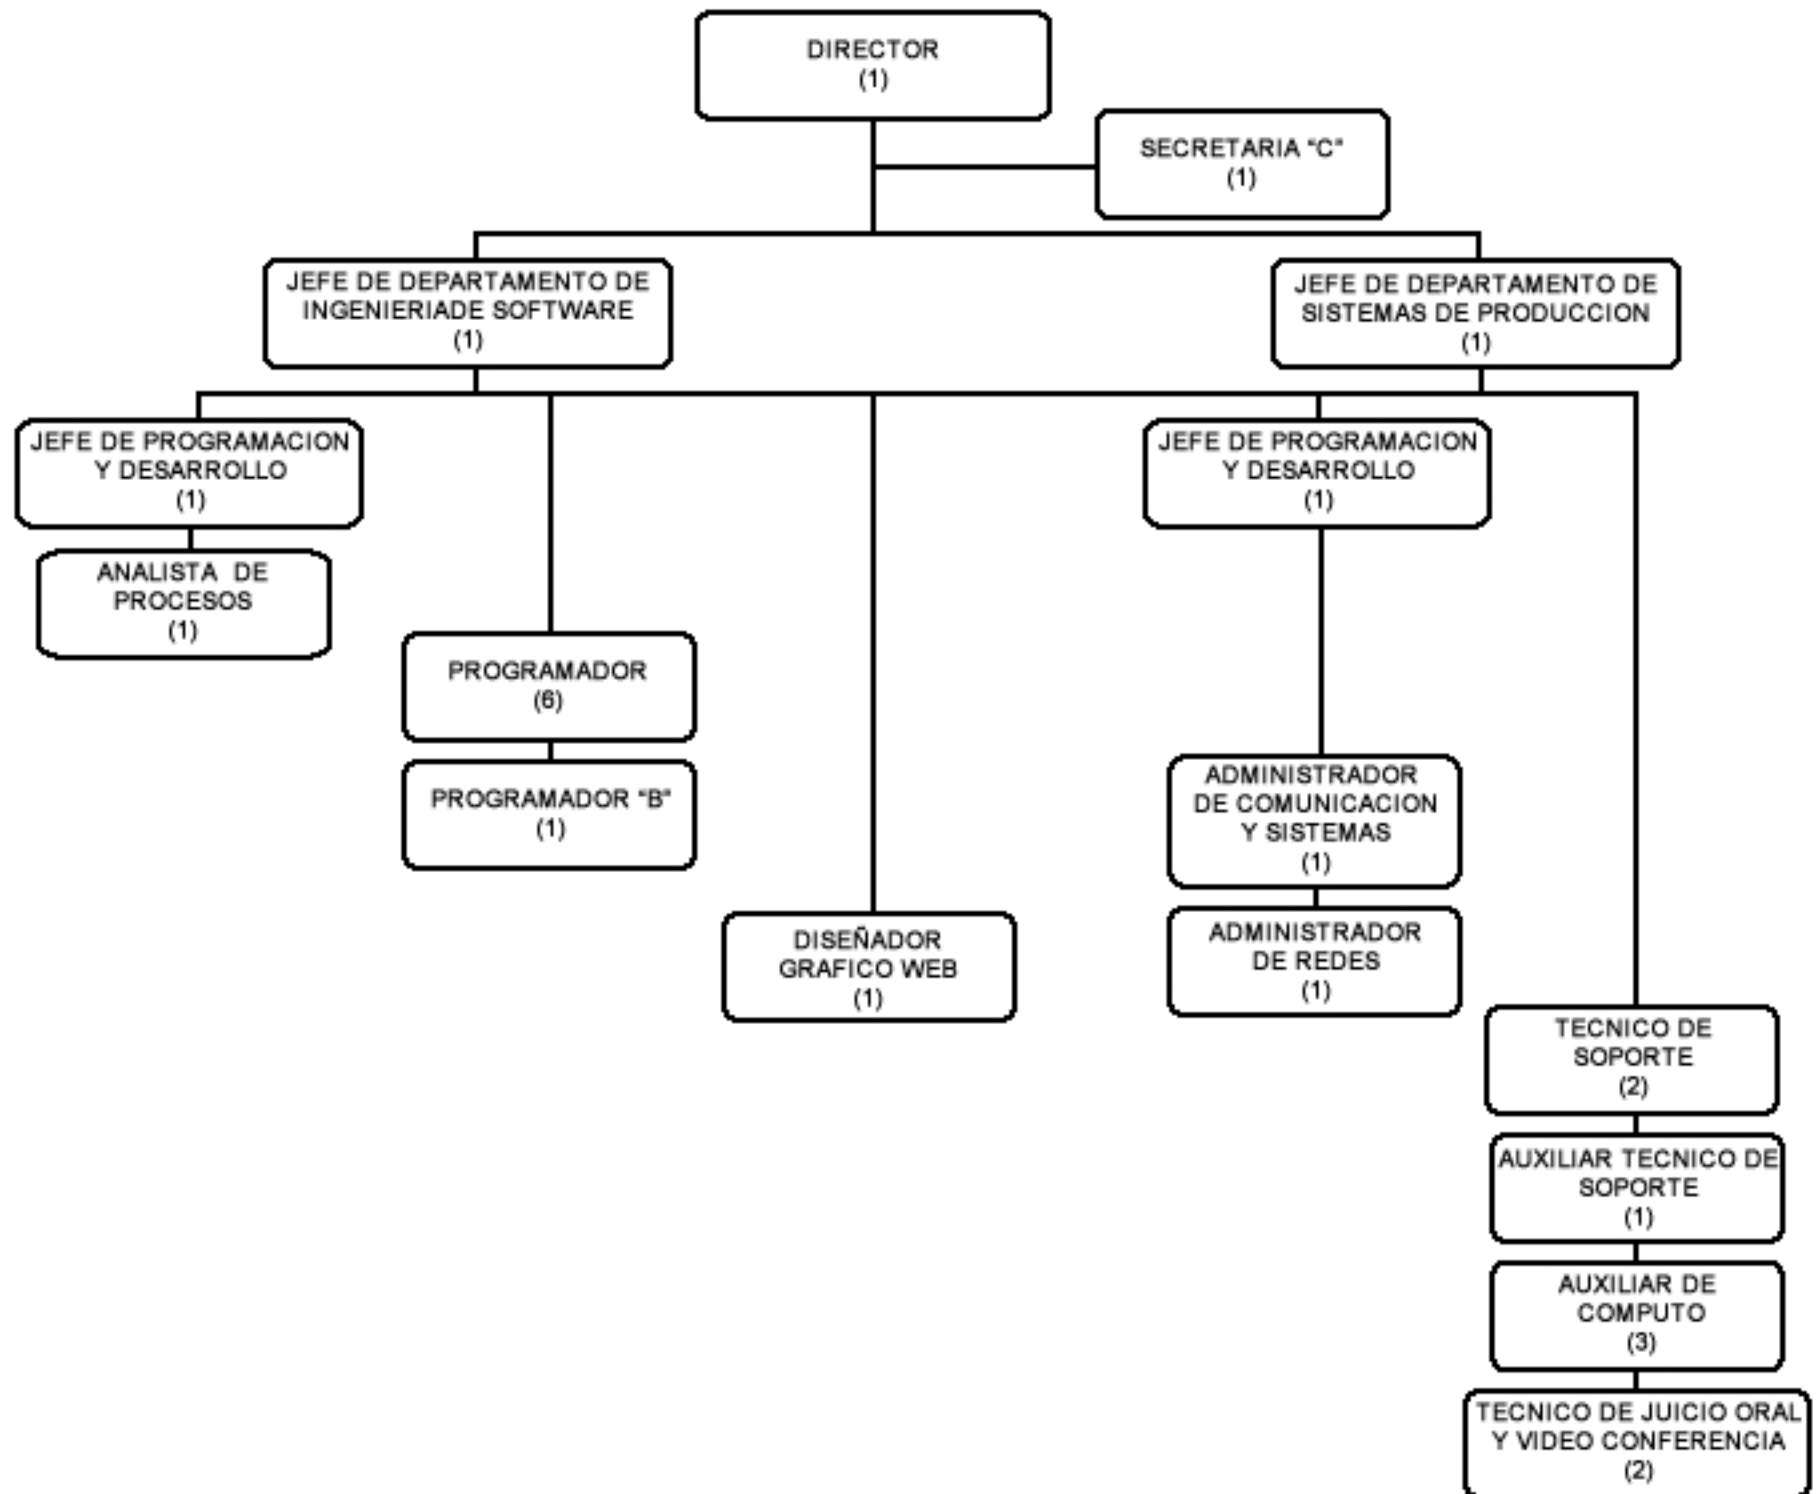 DIRECTOR
(1)
SECRETARIA “C”
(1)
JEFE DE DEPARTAMENTO DE
INGENIERIADE SOFTWARE
(1)
JEFE DE DEPARTAMENTO DE
SISTEMAS DE PRODUCCION
(1)
JEFE DE PROGRAMACION
Y DESARROLLO
(1)
JEFE DE PROGRAMACION
Y DESARROLLO
(1)
ANALISTA DE
PROCESOS
(1)
PROGRAMADOR
(6)
PROGRAMADOR “B”
(1)
ADMINISTRADOR
DE COMUNICACION
Y SISTEMAS
(1)
DISEÑADOR
GRAFICO WEB
(1)
ADMINISTRADOR
DE REDES
(1)
TECNICO DE
SOPORTE
(2)
AUXILIAR TECNICO DE
SOPORTE
(1)
AUXILIAR DE
COMPUTO
(3)
TECNICO DE JUICIO ORAL
Y VIDEO CONFERENCIA
(2)